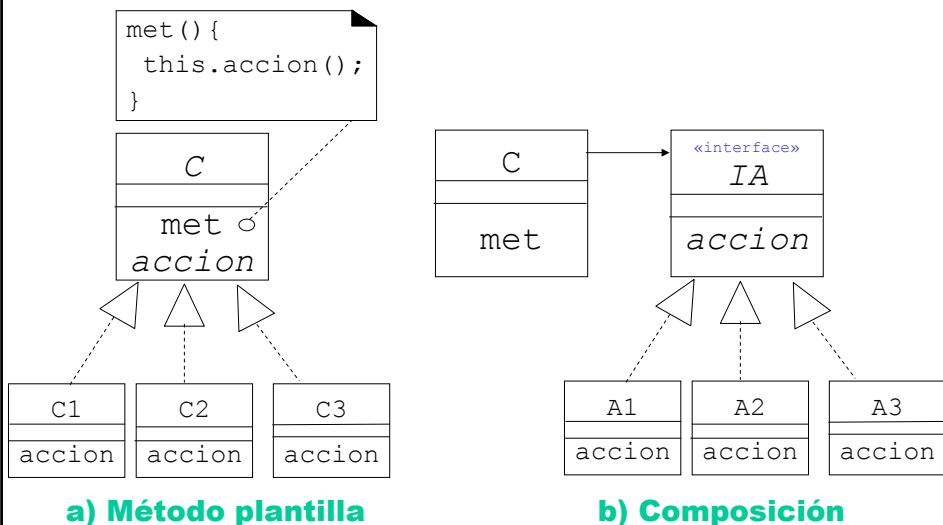 met(){
this.accion();
}
C
met
accion
C1
accion
C2
accion
C3
accion
a) Método plantilla
C
met
«interface»
IA
accion
A1
accion
A2
accion
A3
accion
b) Composición